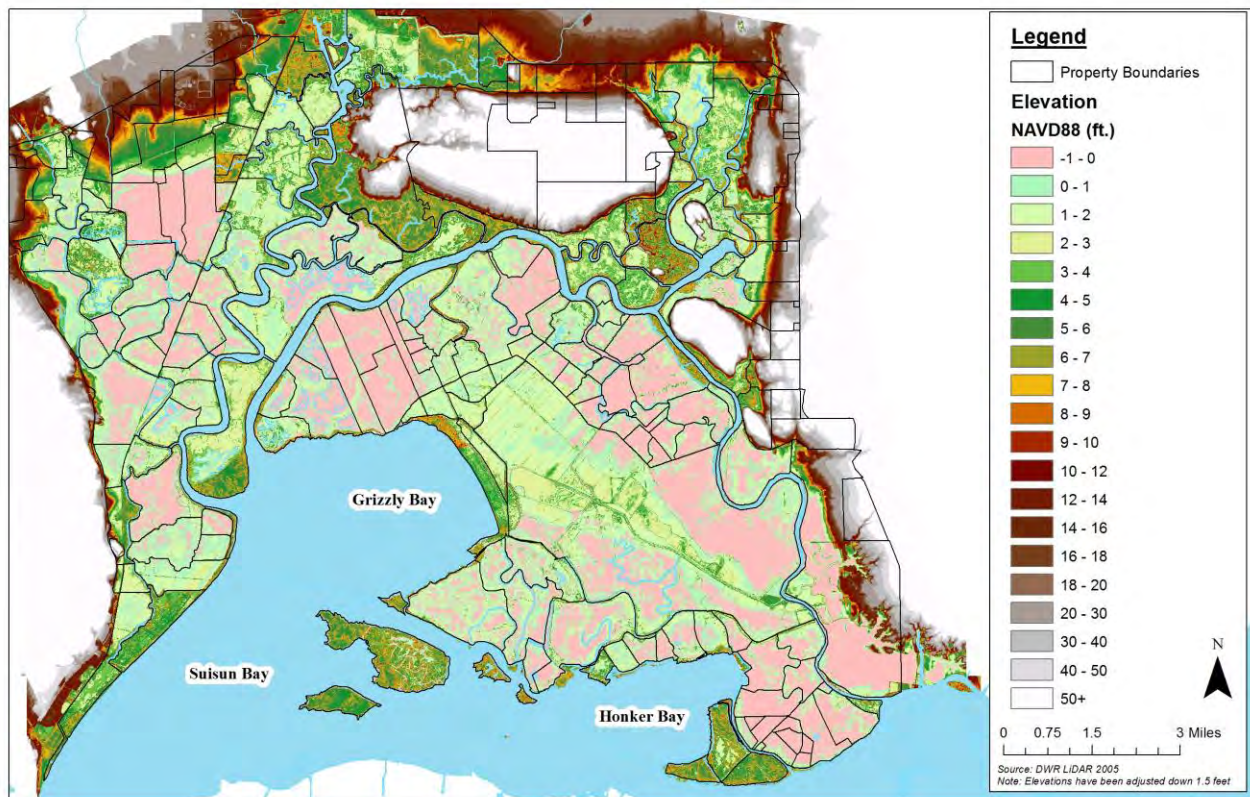 Legend
Property Boundaries
Elevation
NAVD88 (ft.)
-1 - 0
0 - 1
1 - 2
2 - 3
3 - 4
4 - 5
5 - 6
6 - 7
7 - 8
8 - 9
9 - 10
10 - 12
12 - 14
14 - 16
16 - 18
18 - 20
20 - 30
30 - 40
40 - 50
50+
N
0 0.75 1.5 3 Miles
Source: DWR LiDAR 2005
Note: Elevations have been adjusted down 1.5 feet
Grizzly Bay
Suisun Bay
Honker Bay